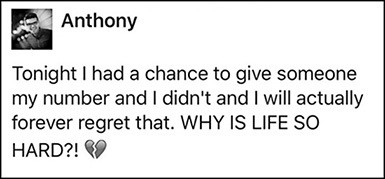 Anthony
Tonight I had a chance to give someone
my number and I didn't and I will actually
forever regret that. WHY IS LIFE SO
HARD?! 💔